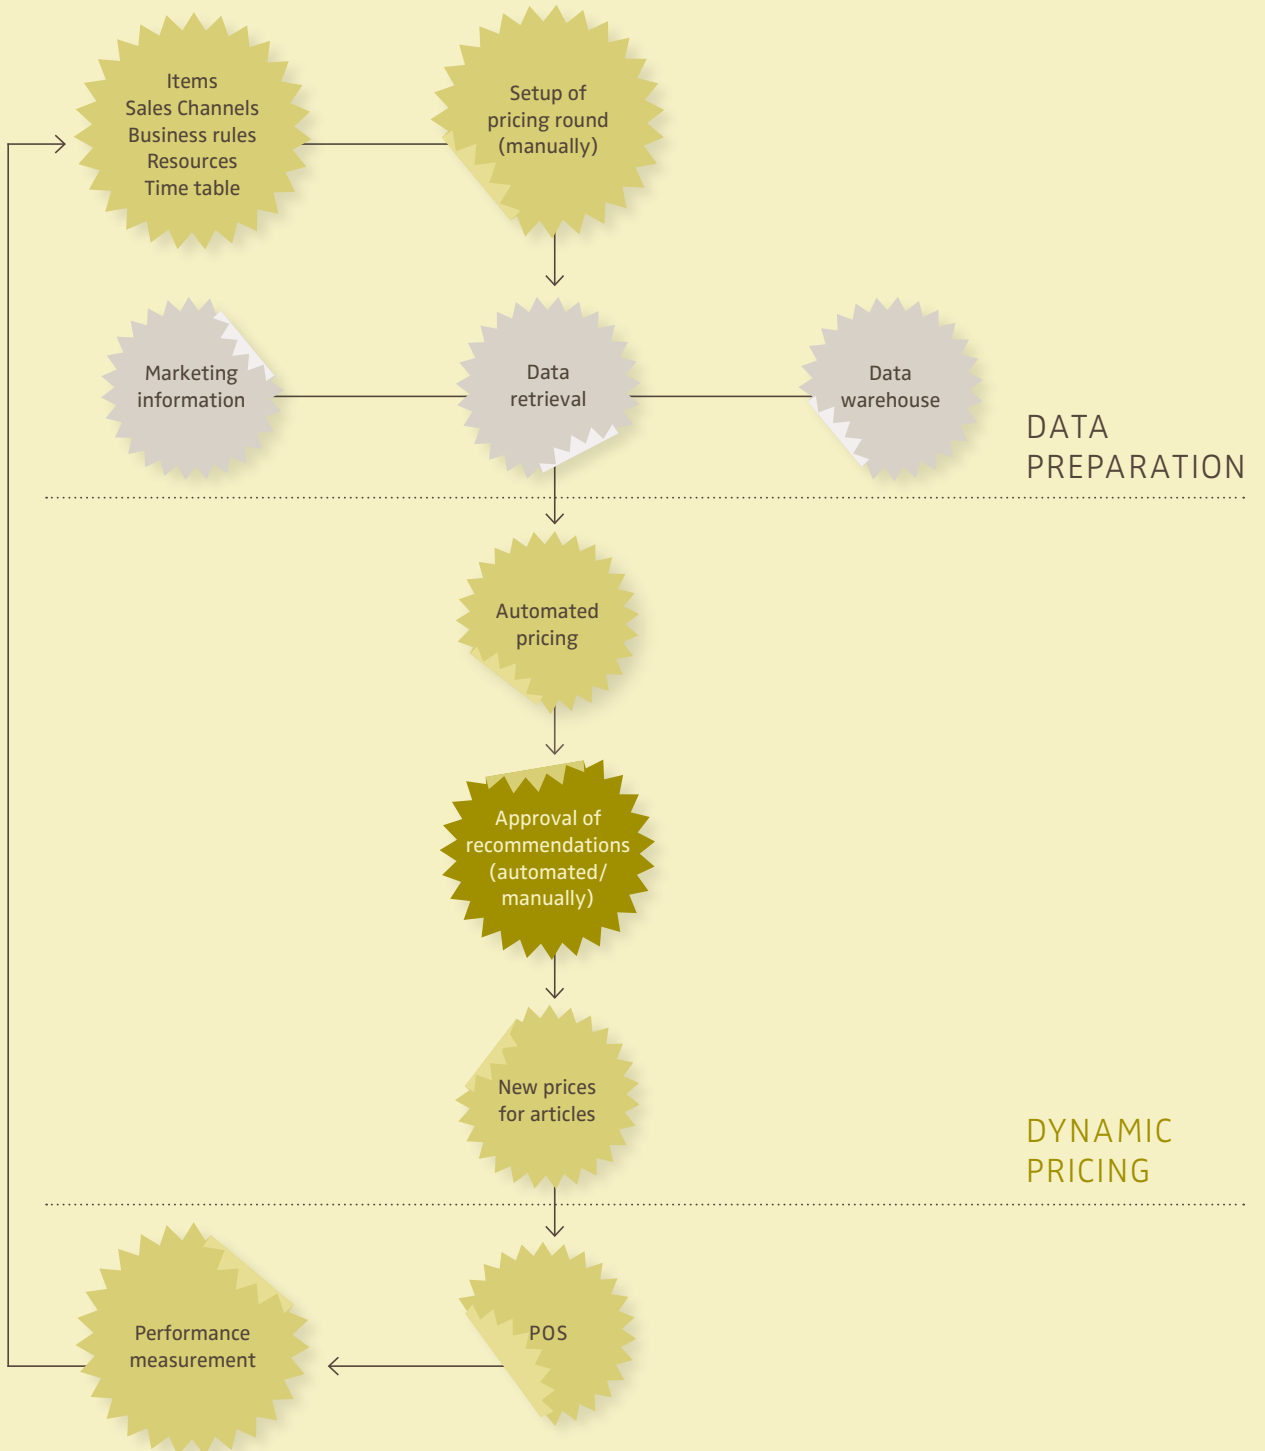 Items
Sales Channels
Business rules
Resources
Time table
Setup of
pricing round
(manually)
Marketing
information
Data
retrieval
Data
warehouse
DATA
PREPARATION
Automated
pricing
Approval of
recommendations
(automated/
manually)
New prices
for articles
DYNAMIC
PRICING
Performance
measurement
POS